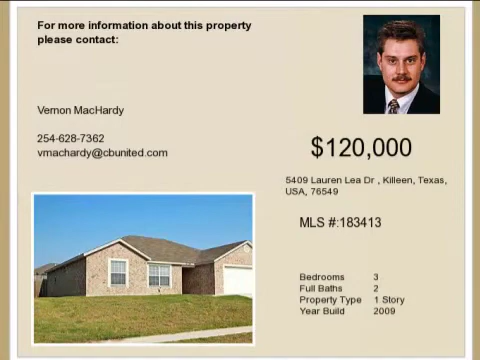 For more information about this property
please contact:
Vernon MacHardy
254-628-7362
vmachardy@cbunited.com
$120,000
5409 Lauren Lea Dr , Killeen, Texas,
USA, 76549
MLS #:183413
Bedrooms 3
Full Baths 2
Property Type 1 Story
Year Build 2009